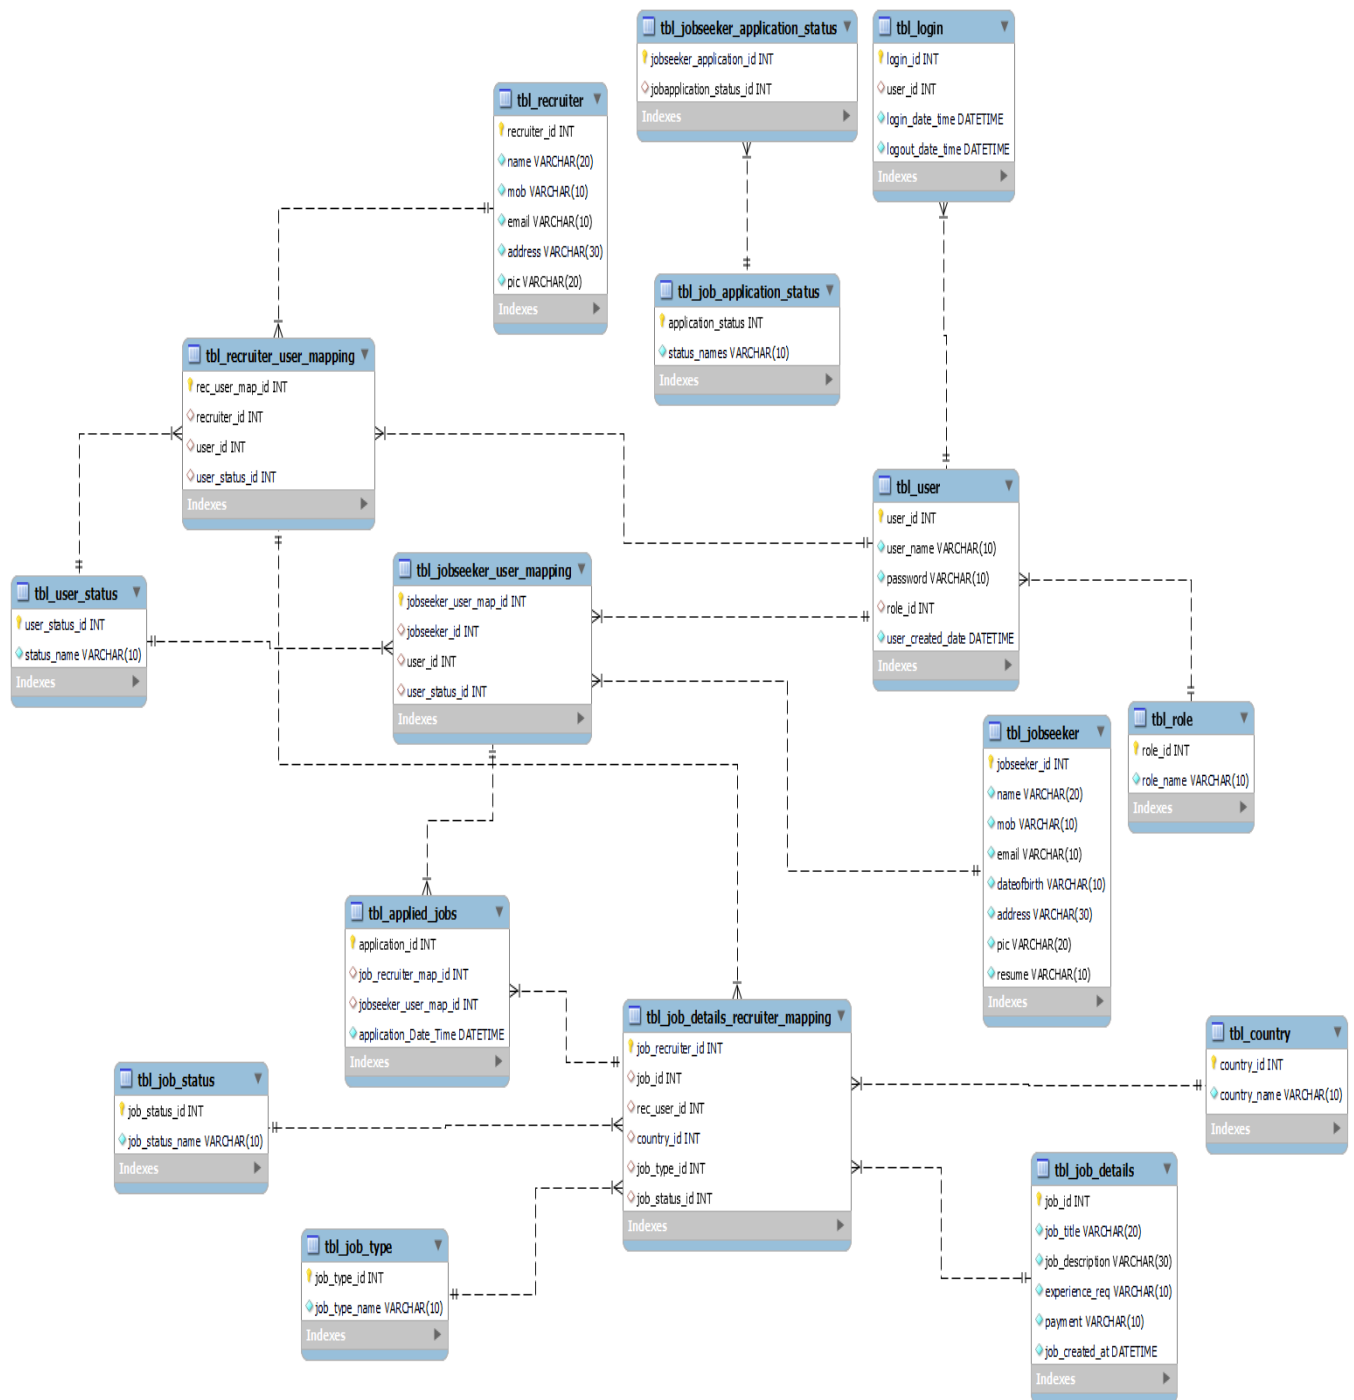 tbl_jobseeker_application_status
jobseeker_application_id INT
jobapplication_status_id INT
Indexes
tbl_login
login_id INT
user_id INT
login_date_time DATETIME
logout_date_time DATETIME
Indexes
tbl_recruiter
recruiter_id INT
name VARCHAR(20)
mob VARCHAR(10)
email VARCHAR(10)
address VARCHAR(30)
pic VARCHAR(20)
Indexes
tbl_job_application_status
application_status INT
status_names VARCHAR(10)
Indexes
tbl_recruiter_user_mapping
rec_user_map_id INT
recruiter_id INT
user_id INT
user_status_id INT
Indexes
tbl_user
user_id INT
user_name VARCHAR(10)
password VARCHAR(10)
role_id INT
user_created_date DATETIME
Indexes
tbl_jobseeker_user_mapping
jobseeker_user_map_id INT
jobseeker_id INT
user_id INT
user_status_id INT
Indexes
tbl_user_status
user_status_id INT
status_name VARCHAR(10)
Indexes
tbl_role
role_id INT
role_name VARCHAR(10)
Indexes
tbl_jobseeker
jobseeker_id INT
name VARCHAR(20)
mob VARCHAR(10)
email VARCHAR(10)
dateofbirth VARCHAR(10)
address VARCHAR(30)
pic VARCHAR(20)
resume VARCHAR(10)
Indexes
tbl_applied_jobs
application_id INT
job_recruiter_map_id INT
jobseeker_user_map_id INT
application_Date_Time DATETIME
Indexes
tbl_job_details_recruiter_mapping
job_recruiter_id INT
job_id INT
rec_user_id INT
country_id INT
job_type_id INT
job_status_id INT
Indexes
tbl_country
country_id INT
country_name VARCHAR(10)
Indexes
tbl_job_status
job_status_id INT
job_status_name VARCHAR(10)
Indexes
tbl_job_details
job_id INT
job_title VARCHAR(20)
job_description VARCHAR(30)
experience_req VARCHAR(10)
payment VARCHAR(10)
job_created_at DATETIME
Indexes
tbl_job_type
job_type_id INT
job_type_name VARCHAR(10)
Indexes